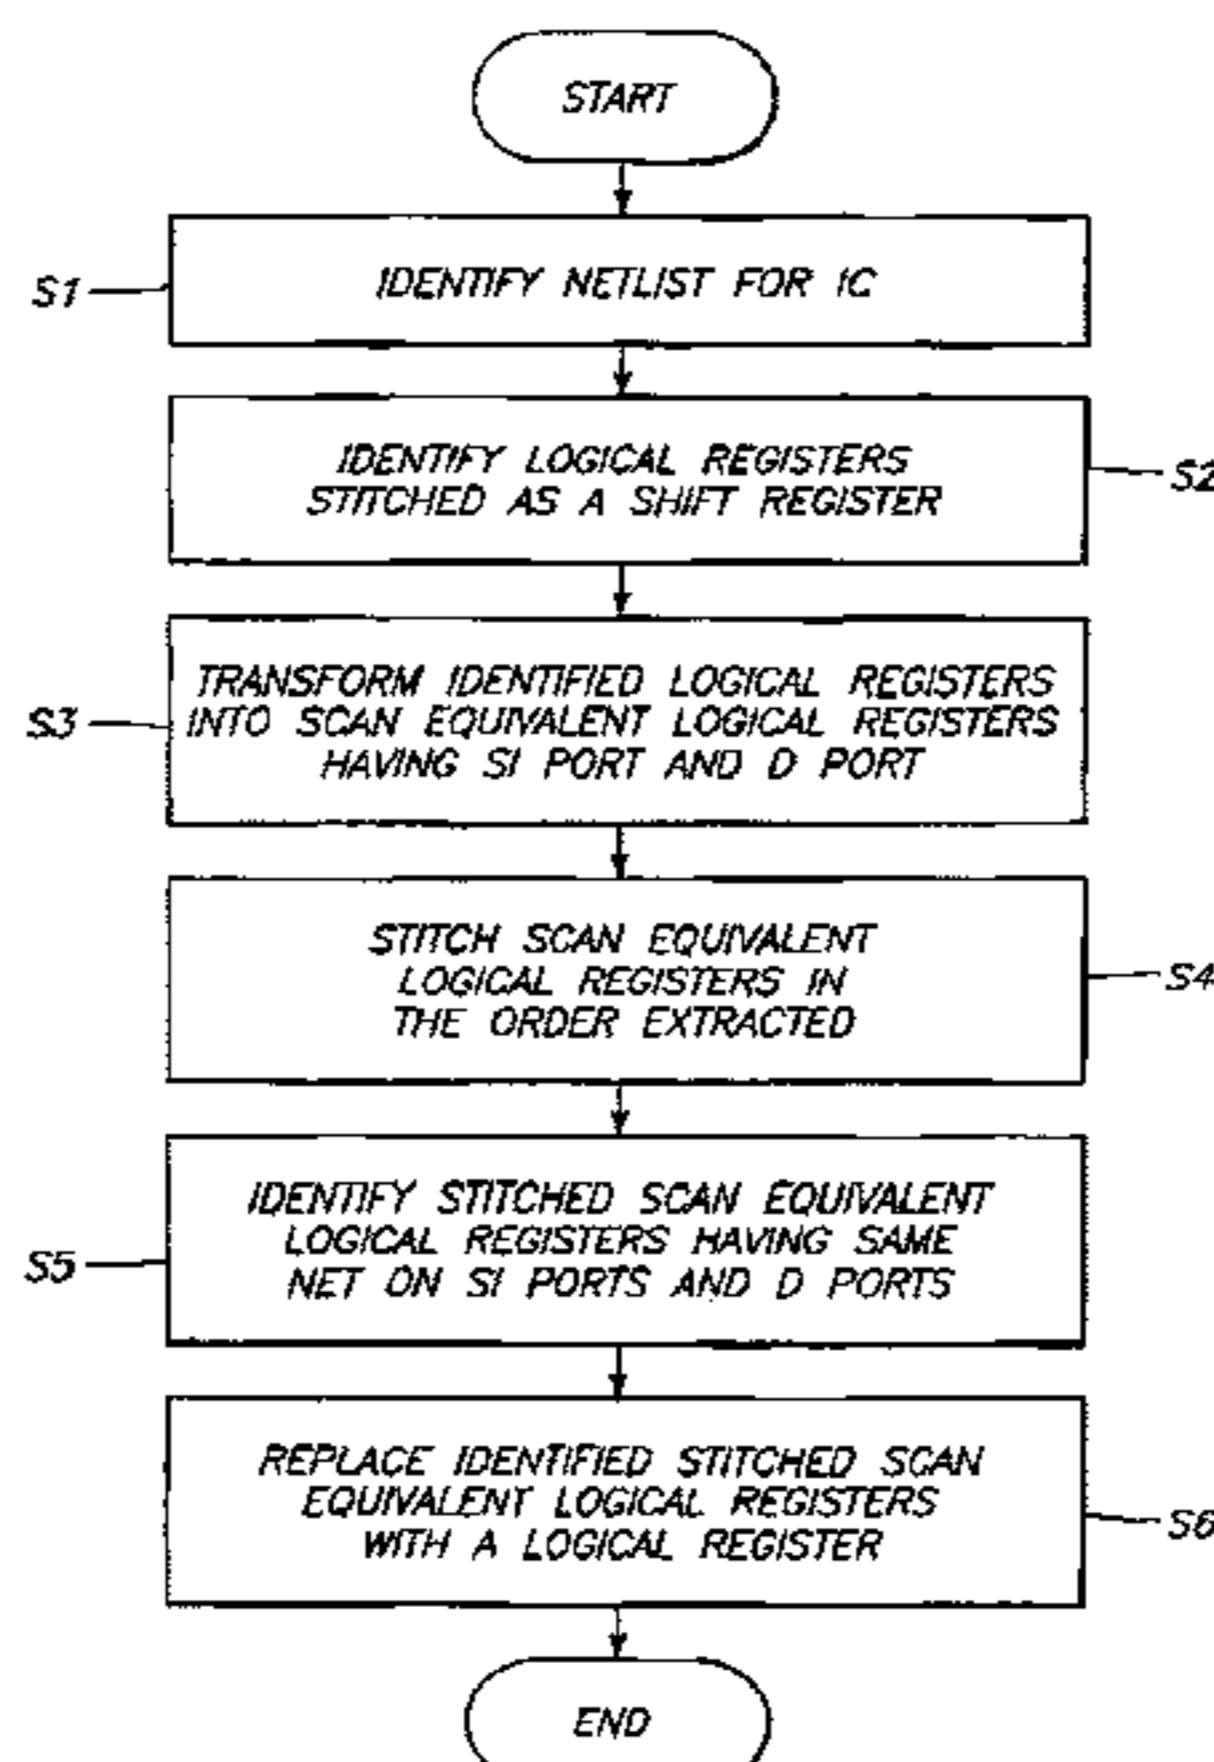 START
S1
IDENTIFY NETLIST FOR IC
IDENTIFY LOGICAL REGISTERS
STITCHED AS A SHIFT REGISTER
S2
TRANSFORM IDENTIFIED LOGICAL REGISTERS
S3
INTO SCAN EQUIVALENT LOGICAL REGISTERS
HAVING SI PORT AND D PORT
STITCH SCAN EQUIVALENT
LOGICAL REGISTERS IN
S4
THE ORDER EXTRACTED
IDENTIFY STITCHED SCAN EQUIVALENT
LOGICAL REGISTERS HAVING SAME
S5
NET ON SI PORTS AND D PORTS
REPLACE IDENTIFIED STITCHED SCAN
EQUIVALENT LOGICAL REGISTERS
S6
WITH A LOGICAL REGISTER
END